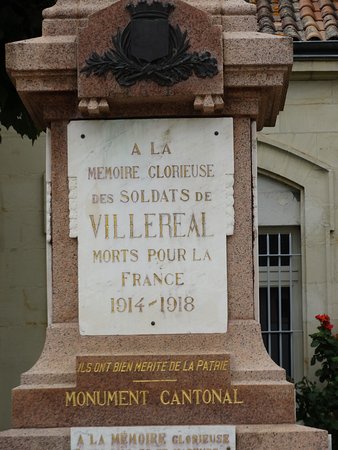 A LA
MEMOIRE GLORIEUSE
DES SOLDATS DE
VILLEREAL
MORTS POUR LA
FRANCE
1914-1918
ILS ONT BIEN MERITE DE LA PATRIE
MONUMENT CANTONAL
A LA MÉMOIRE GLORIEUSE